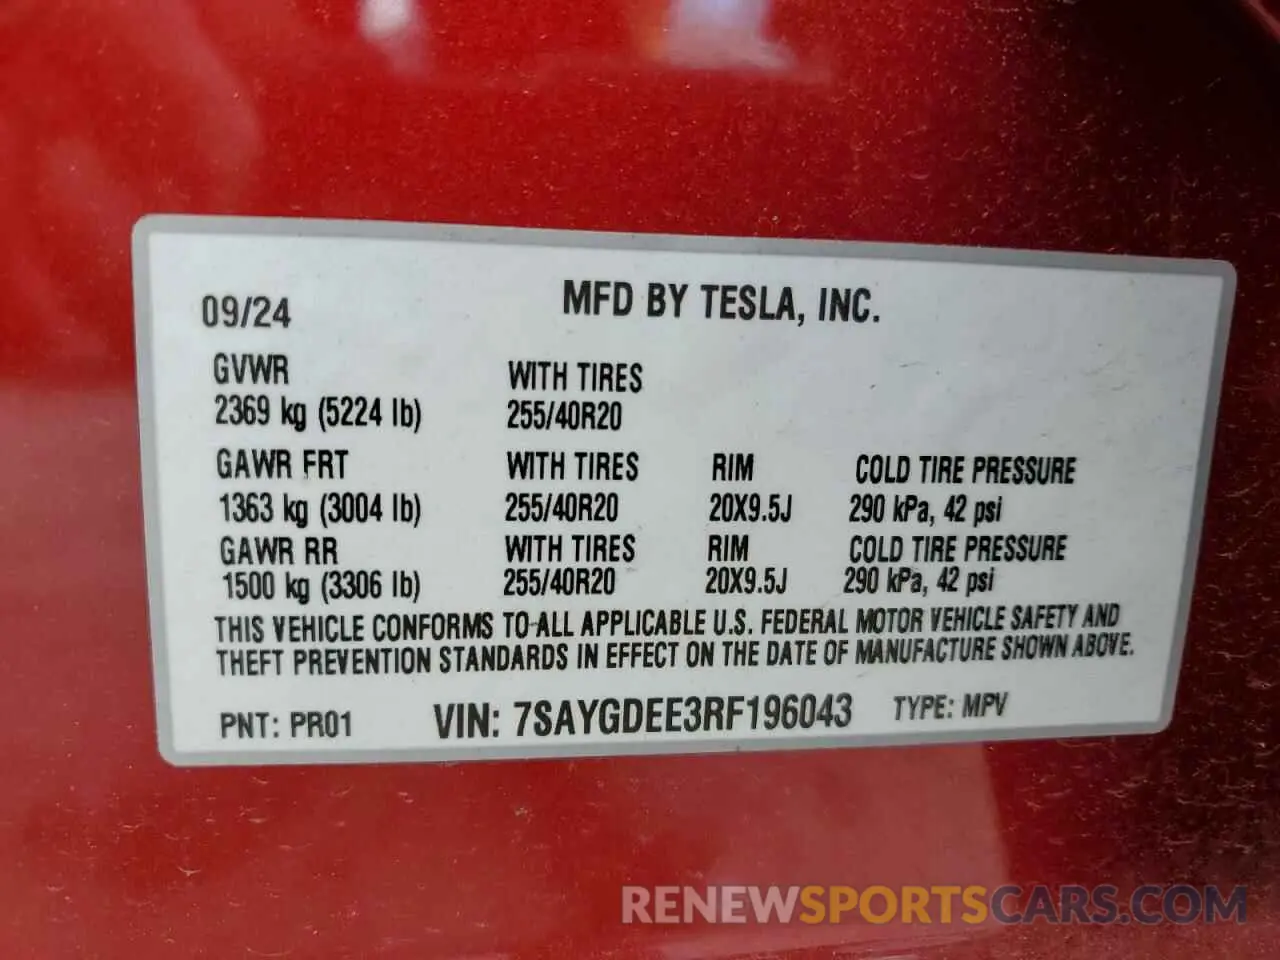 09/24 MFD BY TESLA, INC.
GVWR WITH TIRES
2369 kg (5224 lb) 255/40R20
GAWR FRT WITH TIRES RIM COLD TIRE PRESSURE
1363 kg (3004 lb) 255/40R20 20X9.5J 290 kPa, 42 psi
GAWR RR WITH TIRES RIM COLD TIRE PRESSURE
1500 kg (3306 lb) 255/40R20 20X9.5J 290 kPa, 42 psi
THIS VEHICLE CONFORMS TO ALL APPLICABLE U.S. FEDERAL MOTOR VEHICLE SAFETY AND
THEFT PREVENTION STANDARDS IN EFFECT ON THE DATE OF MANUFACTURE SHOWN ABOVE.
PNT: PR01 VIN: 7SAYGDEE3RF196043 TYPE: MPV
RENEWSPORTSCARS.COM